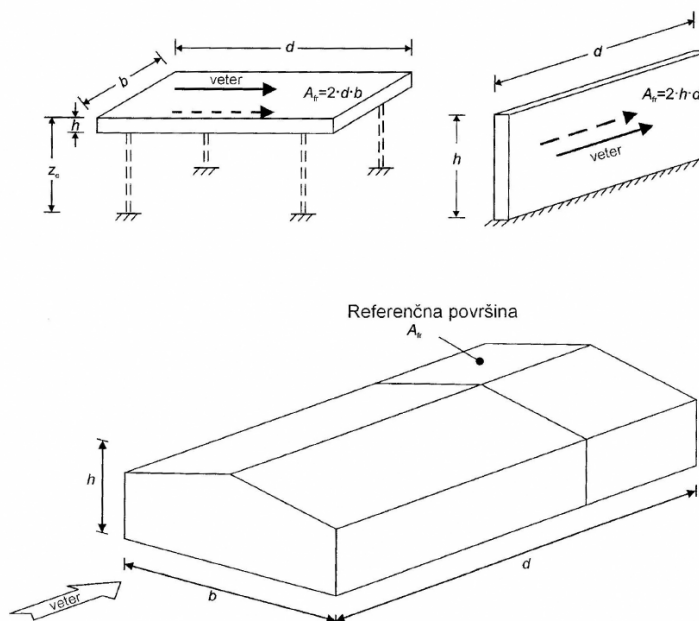 d
b
veter
A_fr=2·d·b
h
z_e
d
A_fr=2·h·d
h
veter
Referenčna površina
A_fr
h
veter
b
d